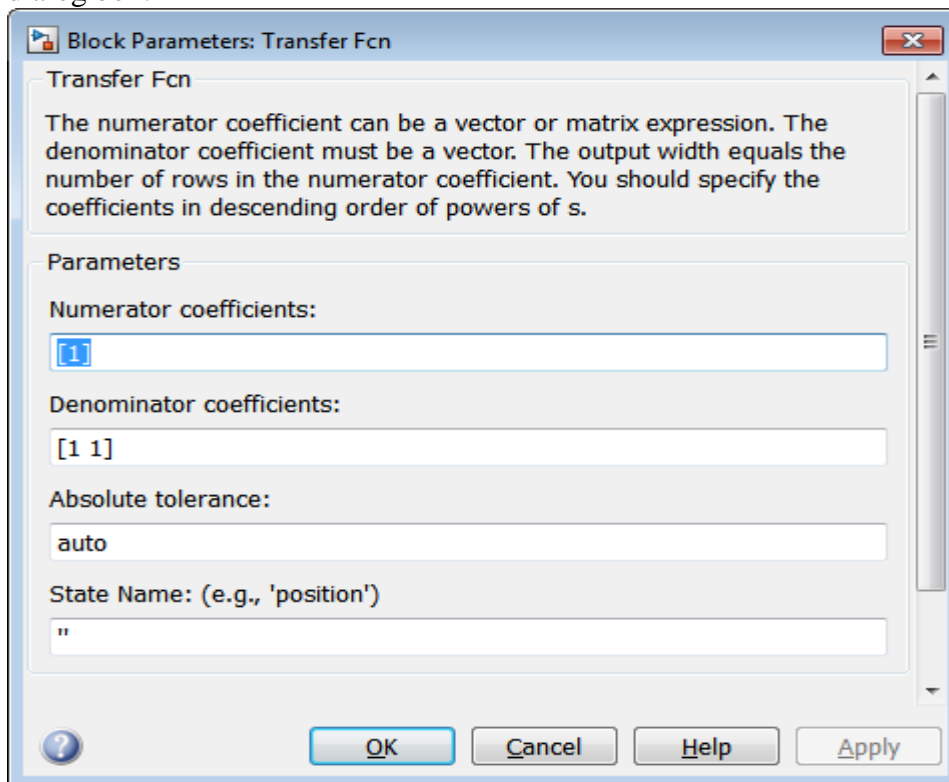 Block Parameters: Transfer Fcn
Transfer Fcn
The numerator coefficient can be a vector or matrix expression. The
denominator coefficient must be a vector. The output width equals the
number of rows in the numerator coefficient. You should specify the
coefficients in descending order of powers of s.
Parameters
Numerator coefficients:
[1]
Denominator coefficients:
[1 1]
Absolute tolerance:
auto
State Name: (e.g., 'position')
''
OK Cancel Help Apply